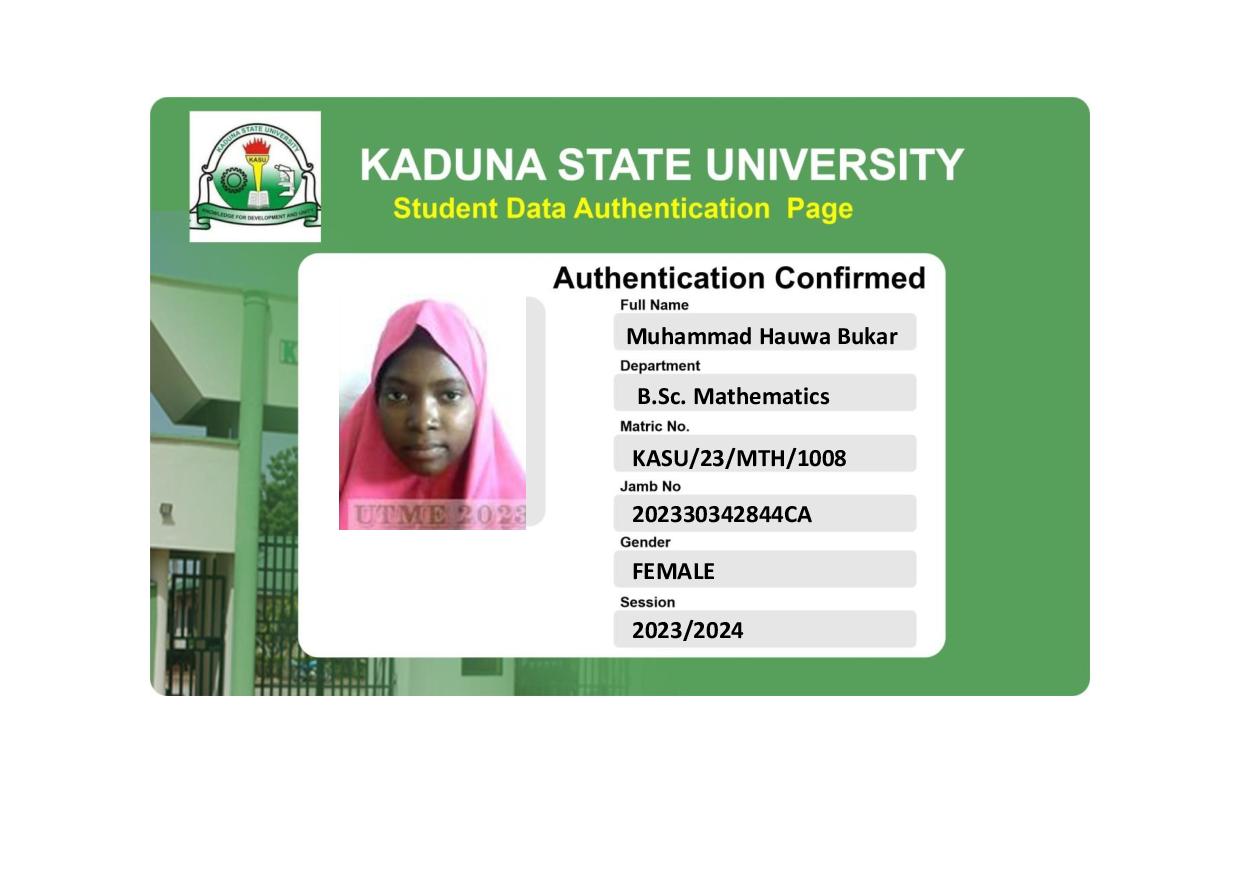 KADUNA STATE UNIVERSITY
KASU
KNOWLEDGE FOR DEVELOPMENT AND UNITY
KADUNA STATE UNIVERSITY
Student Data Authentication Page
Authentication Confirmed
Full Name
Muhammad Hauwa Bukar
Department
B.Sc. Mathematics
Matric No.
KASU/23/MTH/1008
Jamb No
202330342844CA
Gender
FEMALE
Session
2023/2024
UTME 2023
K